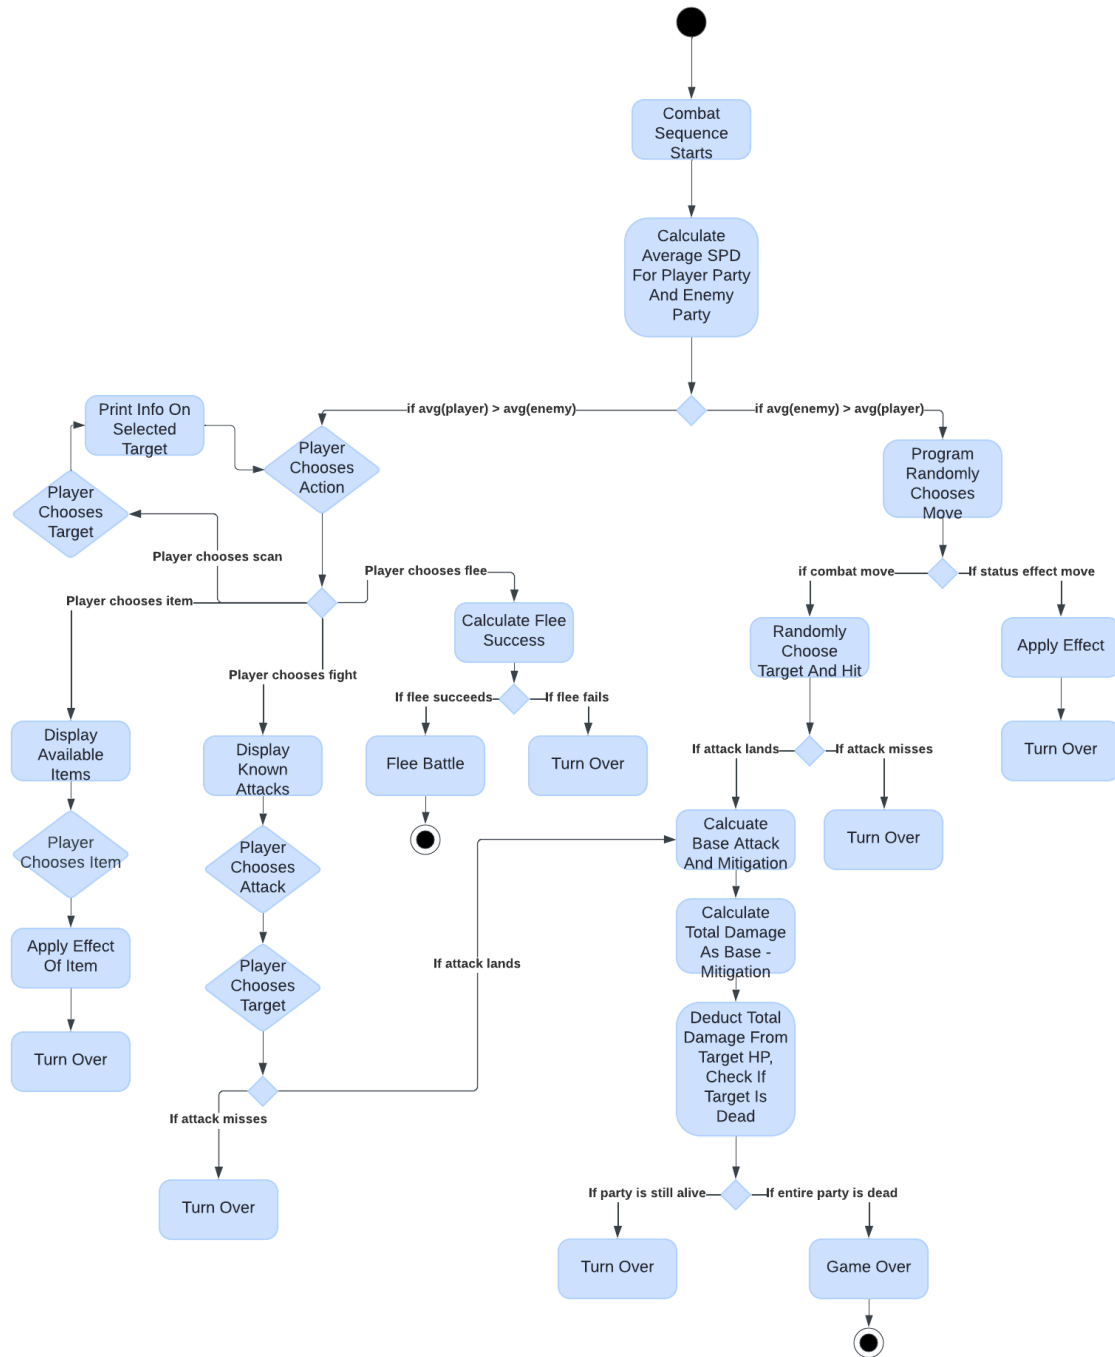 Combat
Sequence
Starts
Calculate
Average SPD
For Player Party
And Enemy
Party
if avg(player) > avg(enemy)
if avg(enemy) > avg(player)
Print Info On
Selected
Target
Player
Chooses
Action
Program
Randomly
Chooses
Move
Player
Chooses
Target
Player chooses scan
Player chooses flee
if combat move
If status effect move
Player chooses item
Calculate Flee
Success
Randomly
Choose
Target And Hit
Apply Effect
Player chooses fight
If flee succeeds
If flee fails
Display
Available
Items
Display
Known
Attacks
Flee Battle
Turn Over
If attack lands
If attack misses
Turn Over
Player
Chooses Item
Player
Chooses
Attack
Calcuate
Base Attack
And Mitigation
Turn Over
Apply Effect
Of Item
Player
Chooses
Target
If attack lands
Calculate
Total Damage
As Base -
Mitigation
Turn Over
Deduct Total
Damage From
Target HP,
Check If
Target Is
Dead
If attack misses
Turn Over
If party is still alive
If entire party is dead
Turn Over
Game Over